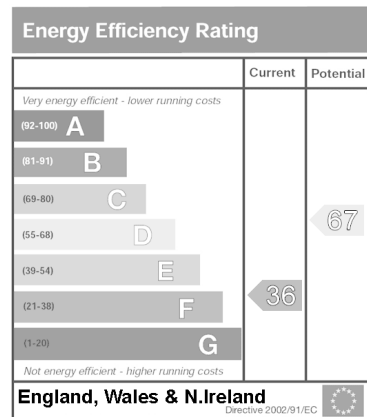 Energy Efficiency Rating
Current Potential
Very energy efficient - lower running costs
(92-100) A
(81-91) B
(69-80) C
(55-68) D
67
(39-54) E
(21-38) F
36
(1-20) G
Not energy efficient - higher running costs
England, Wales & N.Ireland
Directive 2002/91/EC